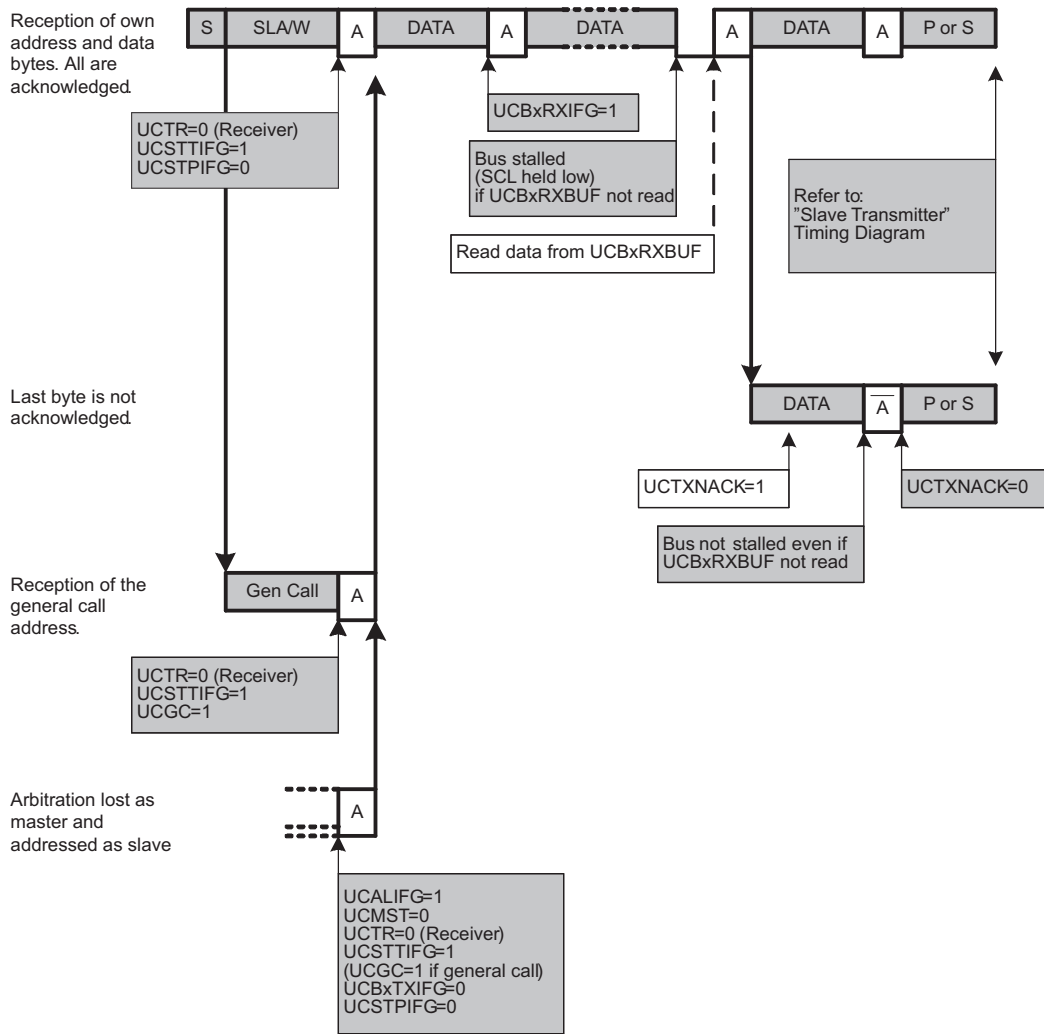 Reception of own
address and data
bytes. All are
acknowledged.
S
SLA/W
A
DATA
A
DATA
A
DATA
A
P or S
UCTR=0 (Receiver)
UCSTTIFG=1
UCSTPIFG=0
UCBxRXIFG=1
Bus stalled
(SCL held low)
if UCBxRXBUF not read
Read data from UCBxRXBUF
Refer to:
”Slave Transmitter”
Timing Diagram
Last byte is not
acknowledged.
DATA
A
P or S
UCTXNACK=1
UCTXNACK=0
Bus not stalled even if
UCBxRXBUF not read
Reception of the
general call
address.
Gen Call
A
UCTR=0 (Receiver)
UCSTTIFG=1
UCGC=1
Arbitration lost as
master and
addressed as slave
A
UCALIFG=1
UCMST=0
UCTR=0 (Receiver)
UCSTTIFG=1
(UCGC=1 if general call)
UCBxTXIFG=0
UCSTPIFG=0